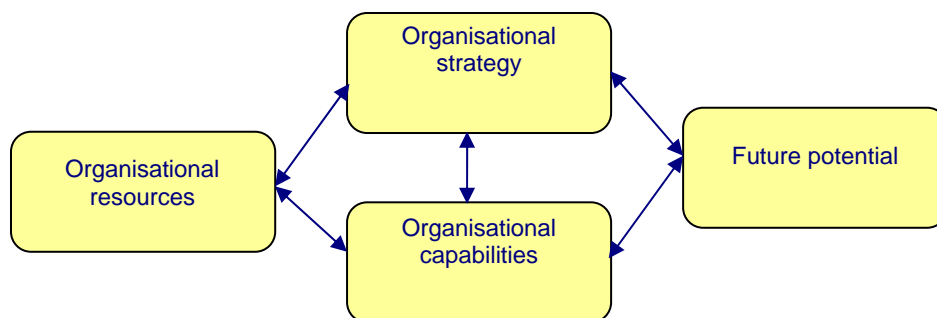 Organisational
strategy
Organisational
resources
Future potential
Organisational
capabilities